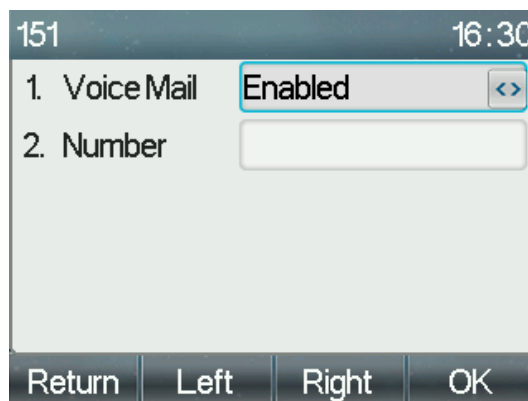 151 16:30
1. Voice Mail Enabled <>
2. Number
Return Left Right OK